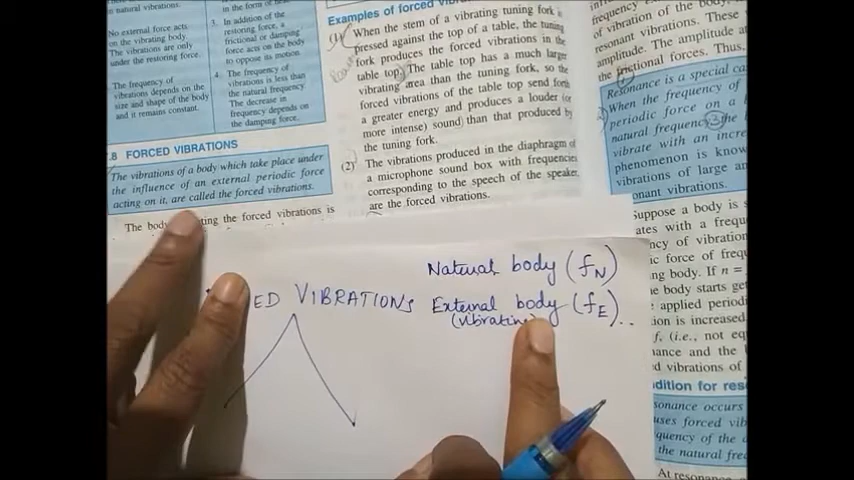 in natural vibrations.
No external force acts
on the vibrating body.
The vibrations are only
under the restoring force.
The frequency of
vibrations depends on the
size and shape of the body
and it remains constant.
in the form of
3. In addition of the
restoring force, a
frictional or damping
force acts on the body
to oppose its motion.
4. The frequency of
vibrations is less than
the natural frequency.
The decrease in
frequency depends on
the damping force.
.8 FORCED VIBRATIONS
The vibrations of a body which take place under
the influence of an external periodic force
acting on it, are called the forced vibrations.
The body the forced vibrations is
Examples of forced
(1) When the stem of a vibrating tuning fork is
pressed against the top of a table, the tuning
fork produces the forced vibrations in the
table top. The table top has a much larger
vibrating area than the tuning fork, so the
forced vibrations of the table top send forth
a greater energy and produces a louder (or
more intense) sound than that produced by
the tuning fork.
(2) The vibrations produced in the diaphragm of
a microphone sound box with frequencies
corresponding to the speech of the speaker,
are the forced vibrations.
frequency
of vibration of the
resonant vibrations. These
amplitude. The amplitude
the frictional forces. Thus,
Resonance is a special
When the frequency of
periodic force on a
natural frequency the
vibrate with an
phenomenon is
vibrations of large
onant vibrations.
Suppose a body is
ates with a
ncy of
ic force of
ng body. If n =
e body starts
applied
ion is increased.
f, (i.e., not
nance and the
d vibrations of
dition for
sonance occurs
uses forced
quency of the
the natural
At
ED VIBRATIONS
Natural body (fN)
External body (fE)..
(vibrating)